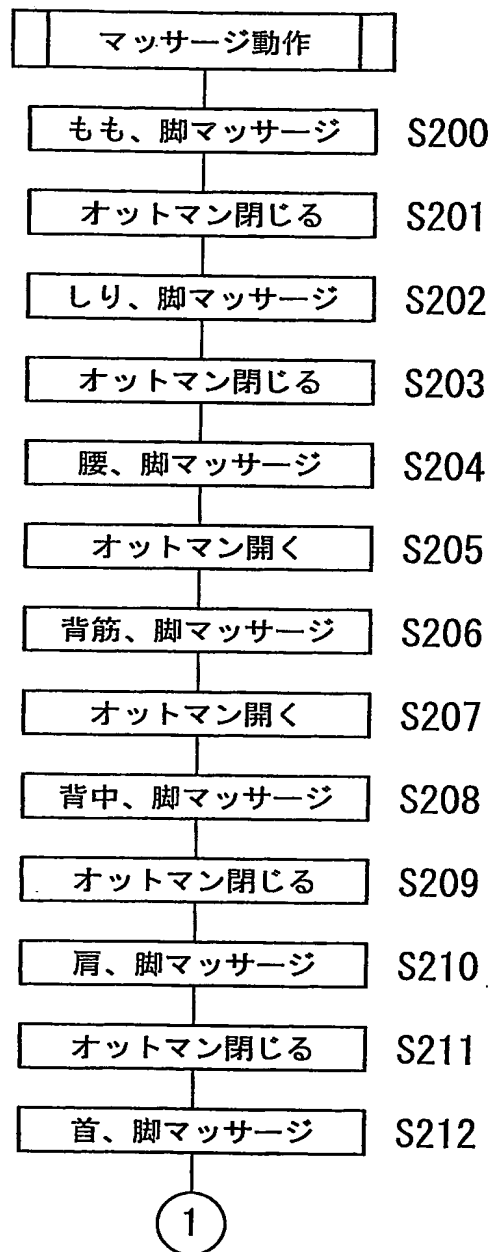 マッサージ動作
もも、脚マッサージ S200
オットマン閉じる S201
しり、脚マッサージ S202
オットマン閉じる S203
腰、脚マッサージ S204
オットマン開く S205
背筋、脚マッサージ S206
オットマン開く S207
背中、脚マッサージ S208
オットマン閉じる S209
肩、脚マッサージ S210
オットマン閉じる S211
首、脚マッサージ S212
1